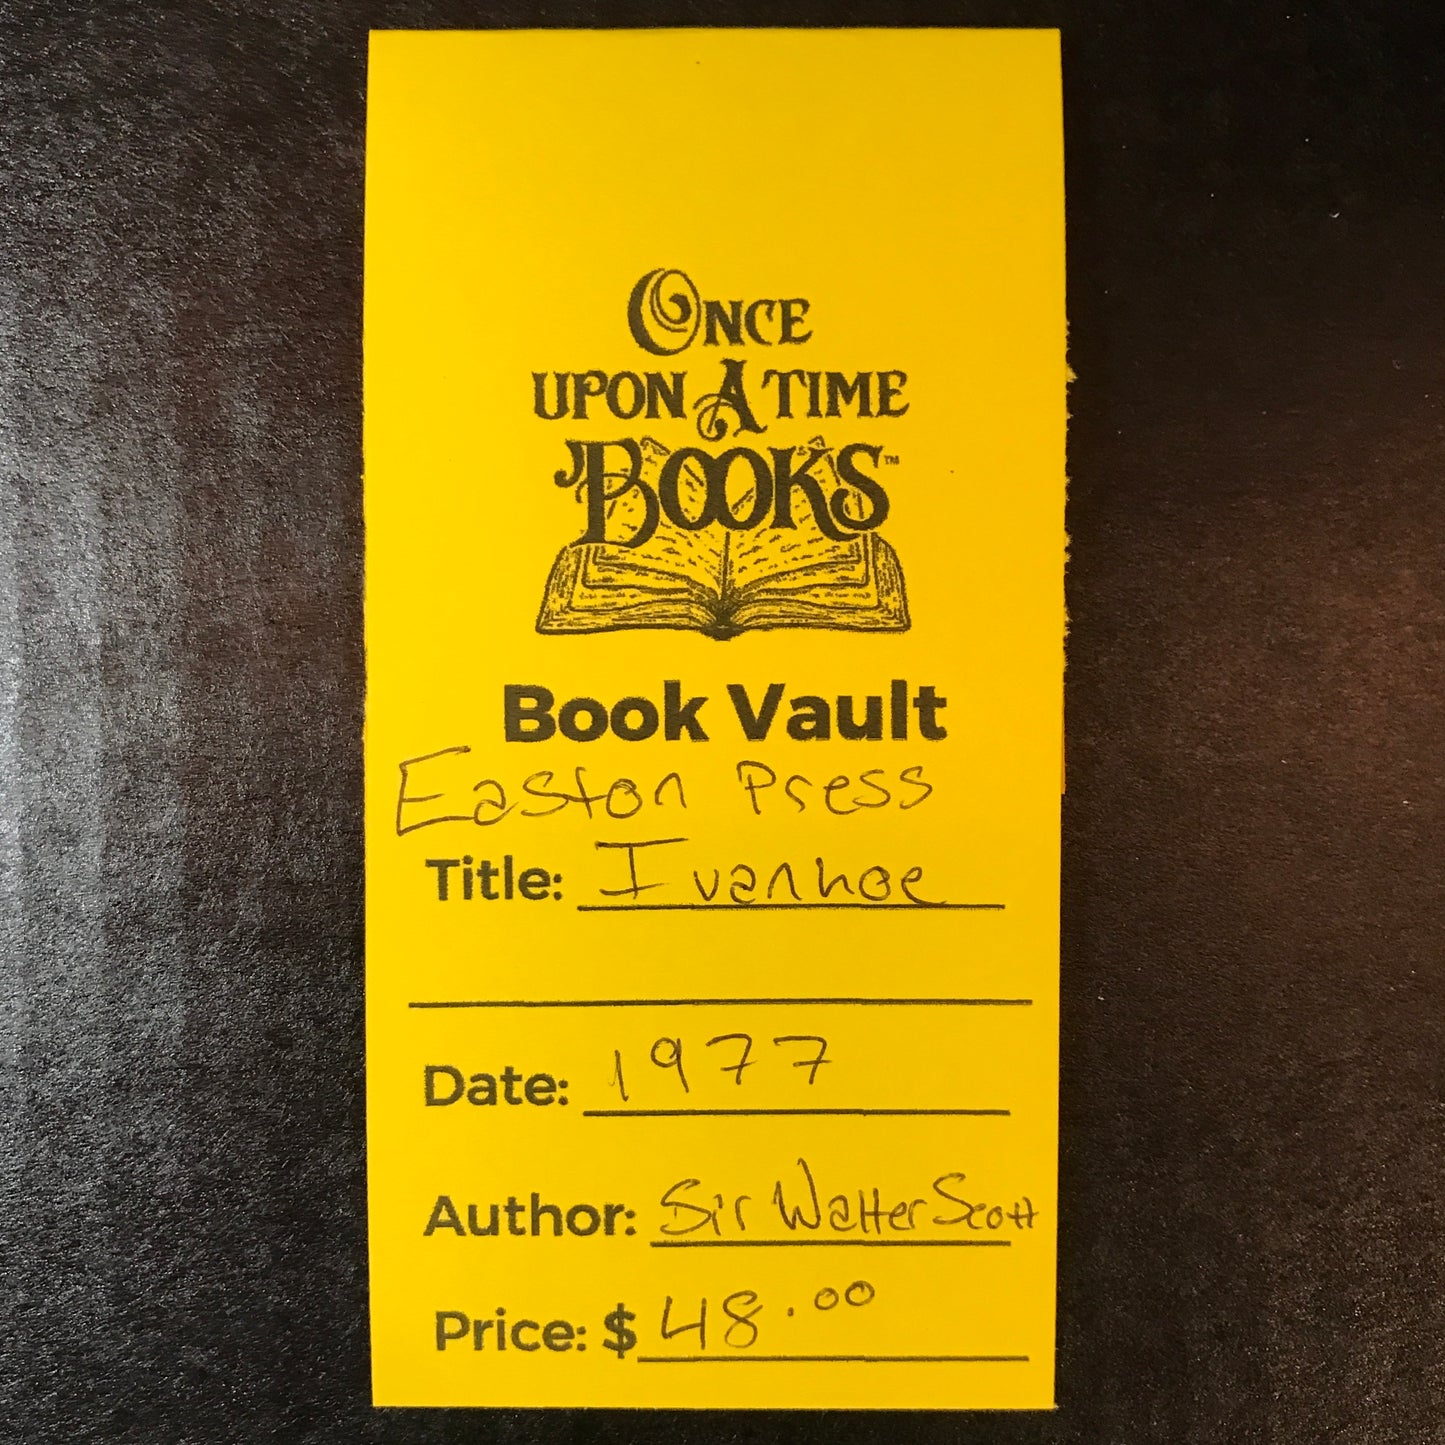 ONCE
UPON A TIME
BOOKS™
Book Vault
Easton Press
Title: Ivanhoe
Date: 1977
Author: Sir Walter Scott
Price: $ 48.00